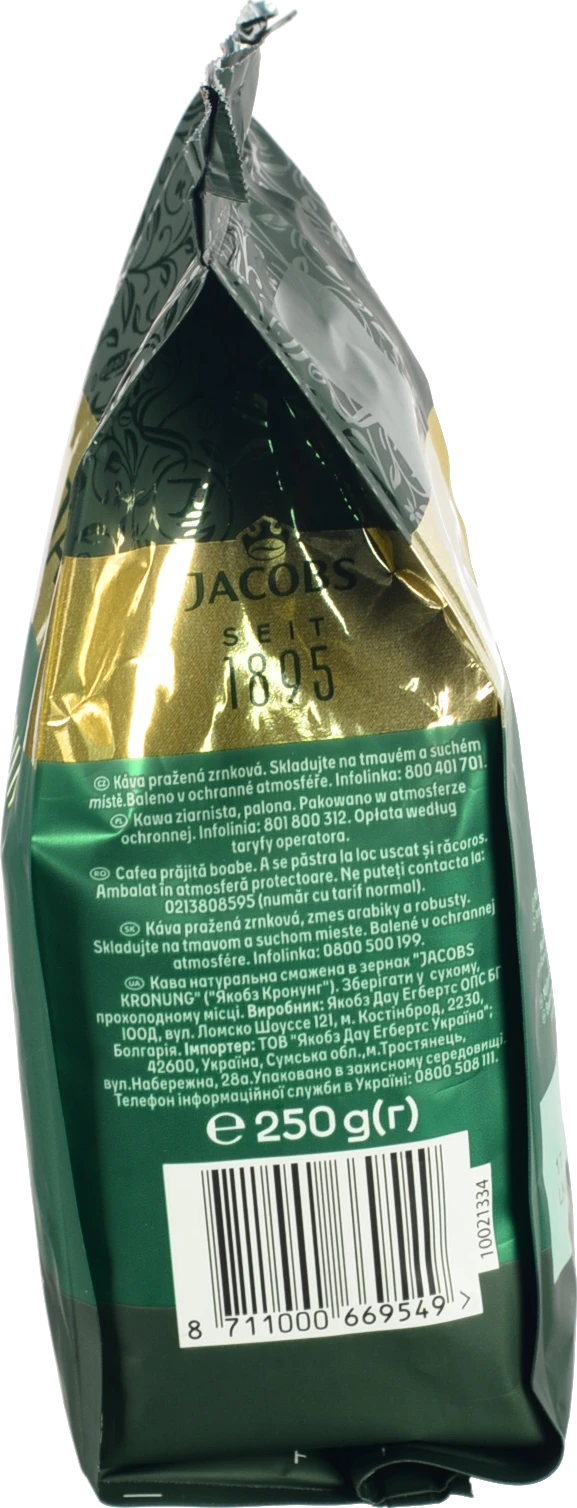 JACOBS
SEIT
1895
CZ Káva pražená zrnková. Skladujte na tmavém a suchém
místě.Baleno v ochranné atmosféře. Infolinka: 800 401 701.
PL Kawa ziarnista, palona. Pakowano w atmosferze
ochronnej. Infolinia: 801 800 312. Opłata według
taryfy operatora.
RO Cafea prăjită boabe. A se păstra la loc uscat și răcoros.
Ambalat în atmosferă protectoare. Ne puteți contacta la:
0213808595 (număr cu tarif normal).
SK Káva pražená zrnková, zmes arabiky a robusty.
Skladujte na tmavom a suchom mieste. Balené v ochrannej
atmosfére. Infolinka: 0800 500 199.
UA Кава натуральна смажена в зернах "JACOBS
KRONUNG" ("Якобз Кронунг"). Зберігати у сухому,
прохолодному місці. Виробник: Якобз Дау Егбертс ОПС БГ
ІООД, вул. Ломско Шоуссе 121, м. Костінброд, 2230,
Болгарія. Імпортер: ТОВ "Якобз Дау Егбертс Україна";
42600, Україна, Сумська обл.,м.Тростянець,
вул.Набережна, 28а.Упаковано в захисному середовищі.
Телефон інформаційної служби в Україні: 0800 508 111.
℮ 250 g(г)
10021334
8 711000 669549 >